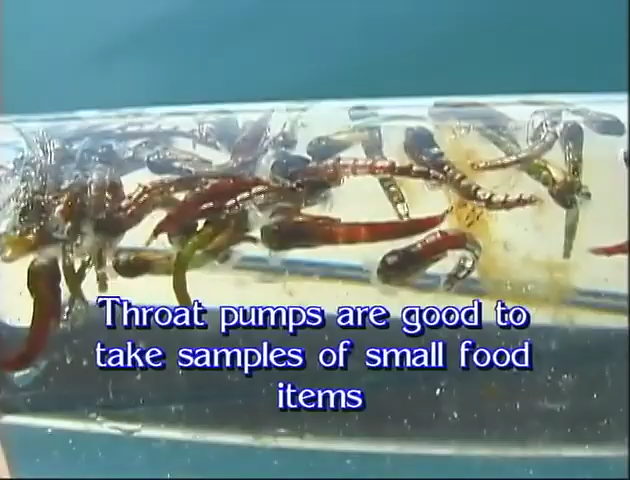 Throat pumps are good to
take samples of small food
items